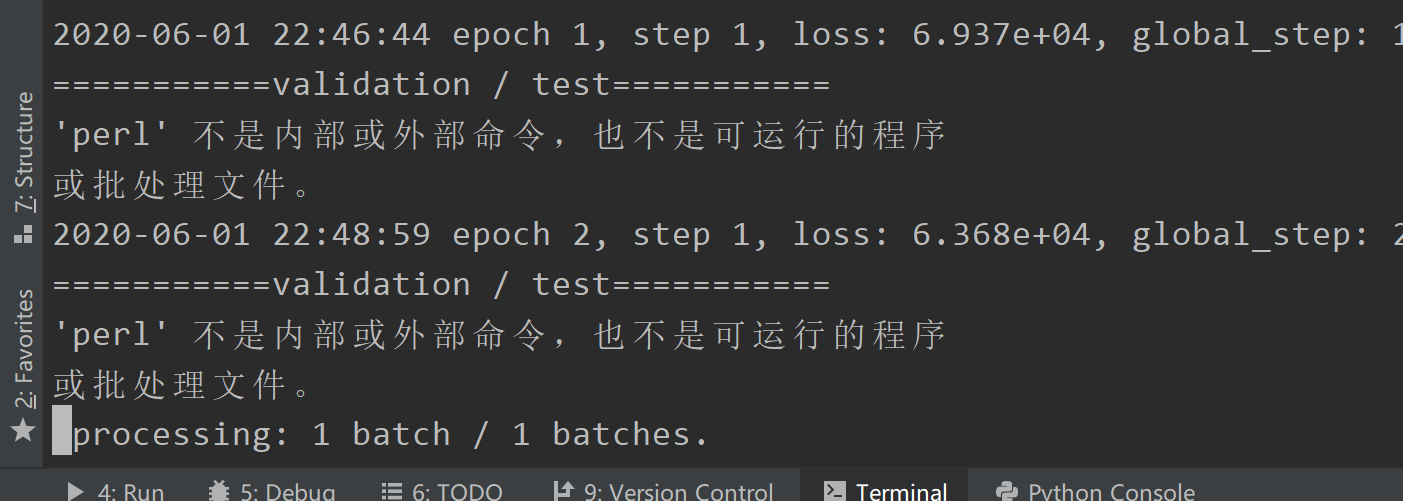 2020-06-01 22:46:44 epoch 1, step 1, loss: 6.937e+04, global_step: 1
===========validation / test===========
'perl' 不是内部或外部命令，也不是可运行的程序
或批处理文件。
2020-06-01 22:48:59 epoch 2, step 1, loss: 6.368e+04, global_step: 2
===========validation / test===========
'perl' 不是内部或外部命令，也不是可运行的程序
或批处理文件。
processing: 1 batch / 1 batches.
7: Structure
2: Favorites
4: Run
5: Debug
6: TODO
9: Version Control
Terminal
Python Console